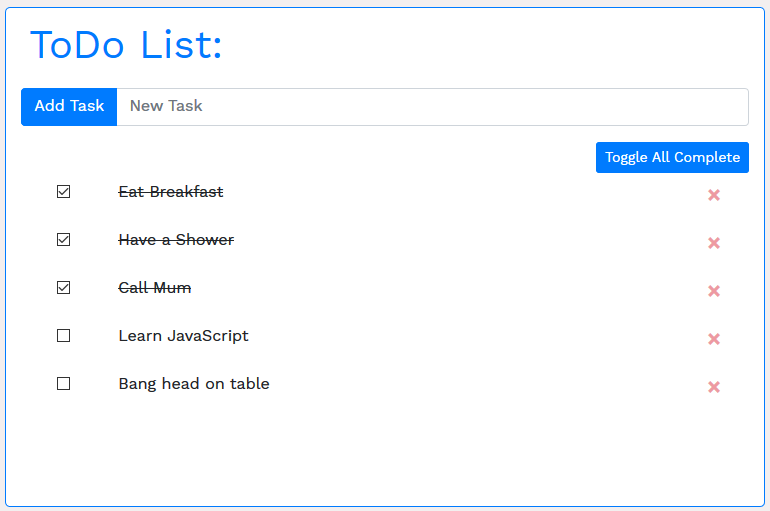 ToDo List:
Add Task New Task
Toggle All Complete
Eat Breakfast
Have a Shower
Call Mum
Learn JavaScript
Bang head on table